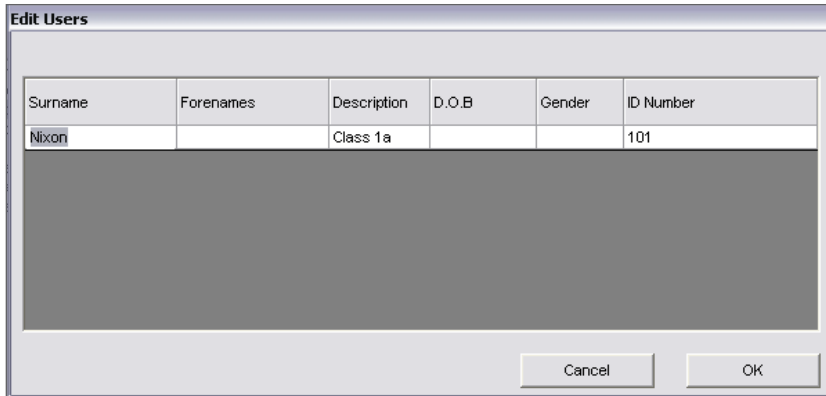 Edit Users
Surname Forenames Description D.O.B Gender ID Number
Nixon Class 1a 101
Cancel OK